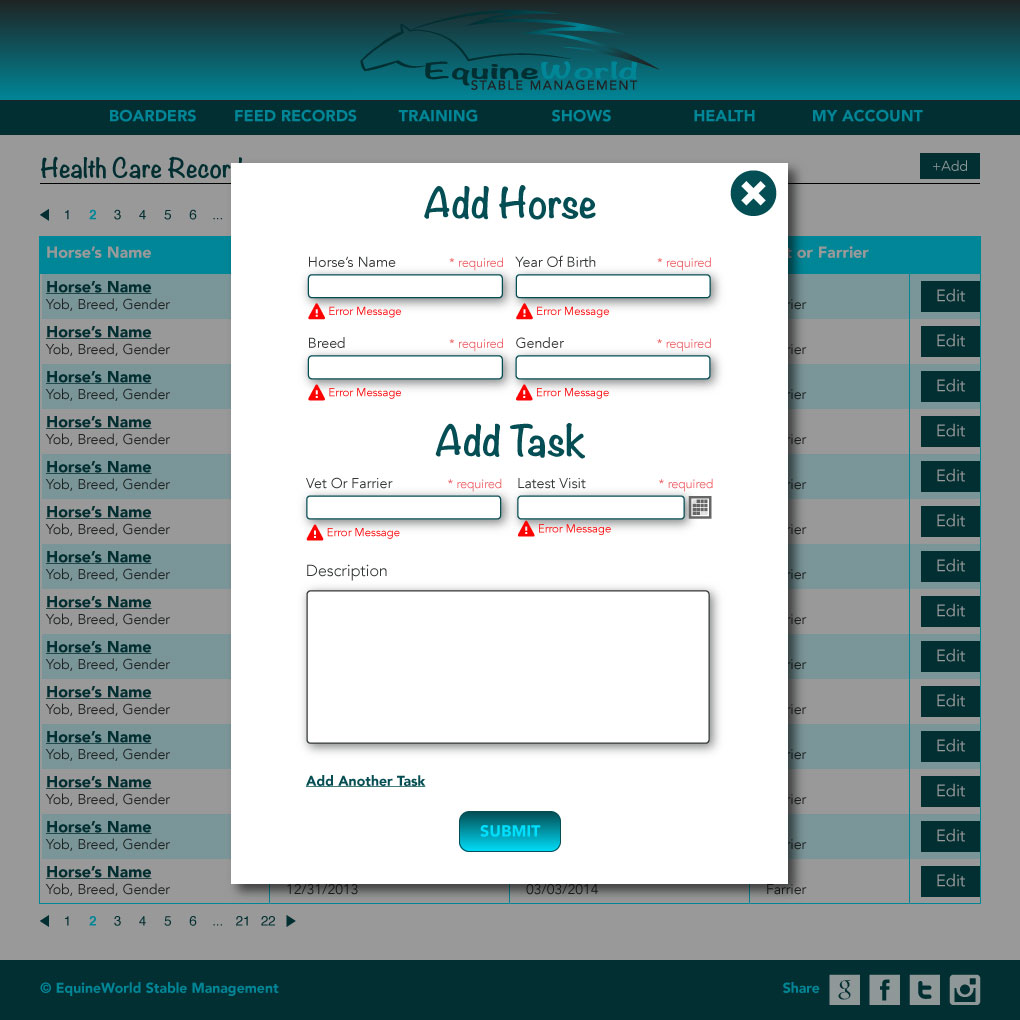 EquineWorld
STABLE MANAGEMENT
BOARDERS FEED RECORDS TRAINING SHOWS HEALTH MY ACCOUNT
Health Care Recor
+Add
1 2 3 4 5 6 ...
Horse's Name
or Farrier
Horse's Name
Yob, Breed, Gender
Edit
Horse's Name
Yob, Breed, Gender
Edit
Horse's Name
Yob, Breed, Gender
Edit
Horse's Name
Yob, Breed, Gender
Edit
Horse's Name
Yob, Breed, Gender
Edit
Horse's Name
Yob, Breed, Gender
Edit
Horse's Name
Yob, Breed, Gender
Edit
Horse's Name
Yob, Breed, Gender
Edit
Horse's Name
Yob, Breed, Gender
Edit
Horse's Name
Yob, Breed, Gender
Edit
Horse's Name
Yob, Breed, Gender
Edit
Horse's Name
Yob, Breed, Gender
Edit
Horse's Name
Yob, Breed, Gender
Edit
Horse's Name
Yob, Breed, Gender 12/31/2013 03/03/2014 Farrier
Edit
Add Horse
Horse's Name * required Year Of Birth * required
Error Message Error Message
Breed * required Gender * required
Error Message Error Message
Add Task
Vet Or Farrier * required Latest Visit * required
Error Message Error Message
Description
Add Another Task
SUBMIT
1 2 3 4 5 6 ... 21 22
© EquineWorld Stable Management
Share